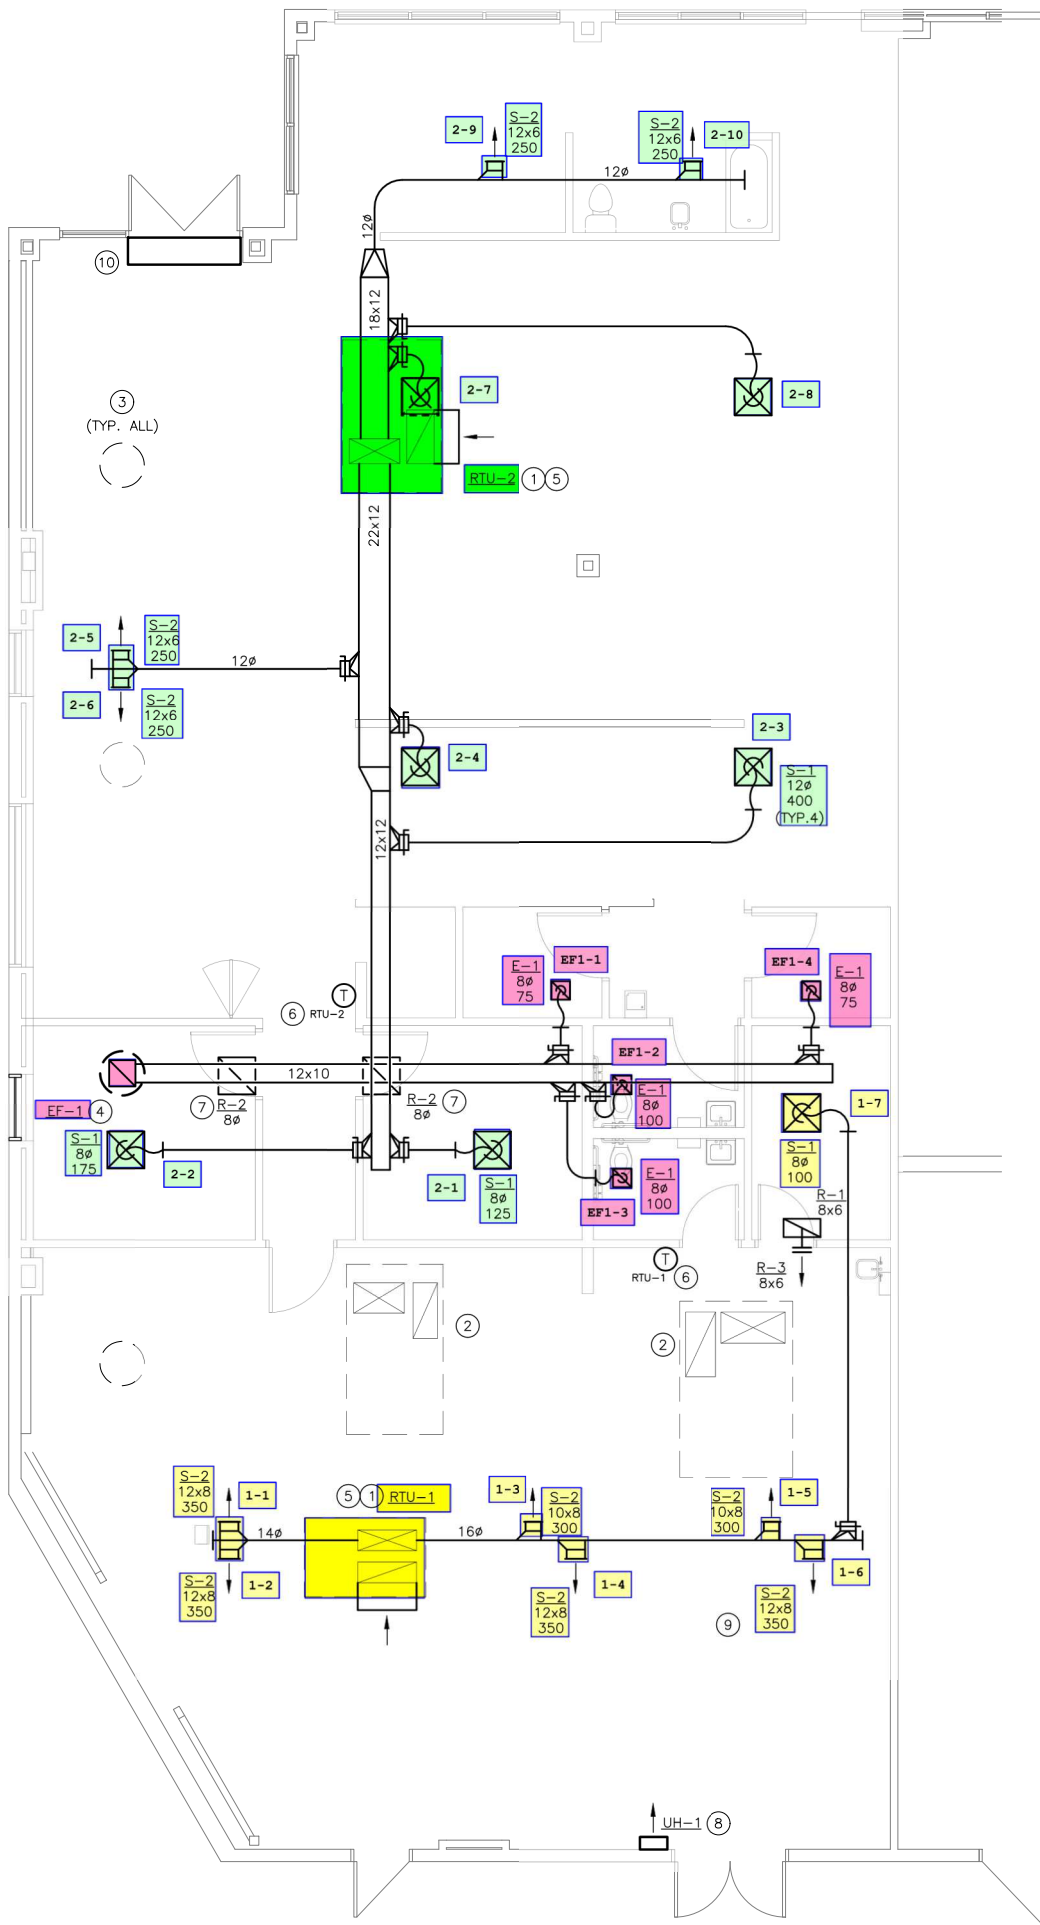 2-9
S-2
12x6
250
S-2
12x6
250
2-10
12ø
12ø
10
18x12
3
(TYP. ALL)
2-7
2-8
RTU-2
1
5
22x12
2-5
S-2
12x6
250
12ø
2-6
S-2
12x6
250
2-4
2-3
S-1
12ø
400
(TYP.4)
12x12
E-1
8ø
75
EF1-1
EF1-4
E-1
8ø
75
T
6
RTU-2
EF1-2
12x10
E-1
8ø
100
EF-1
4
7
R-2
8ø
R-2
8ø
7
1-7
S-1
8ø
175
2-2
2-1
S-1
8ø
125
E-1
8ø
100
EF1-3
S-1
8ø
100
R-1
8x6
T
RTU-1
6
R-3
8x6
2
2
S-2
12x8
350
1-1
5
1
RTU-1
1-3
S-2
10x8
300
S-2
10x8
300
1-5
14ø
16ø
S-2
12x8
350
1-2
S-2
12x8
350
1-4
9
S-2
12x8
350
1-6
UH-1
8